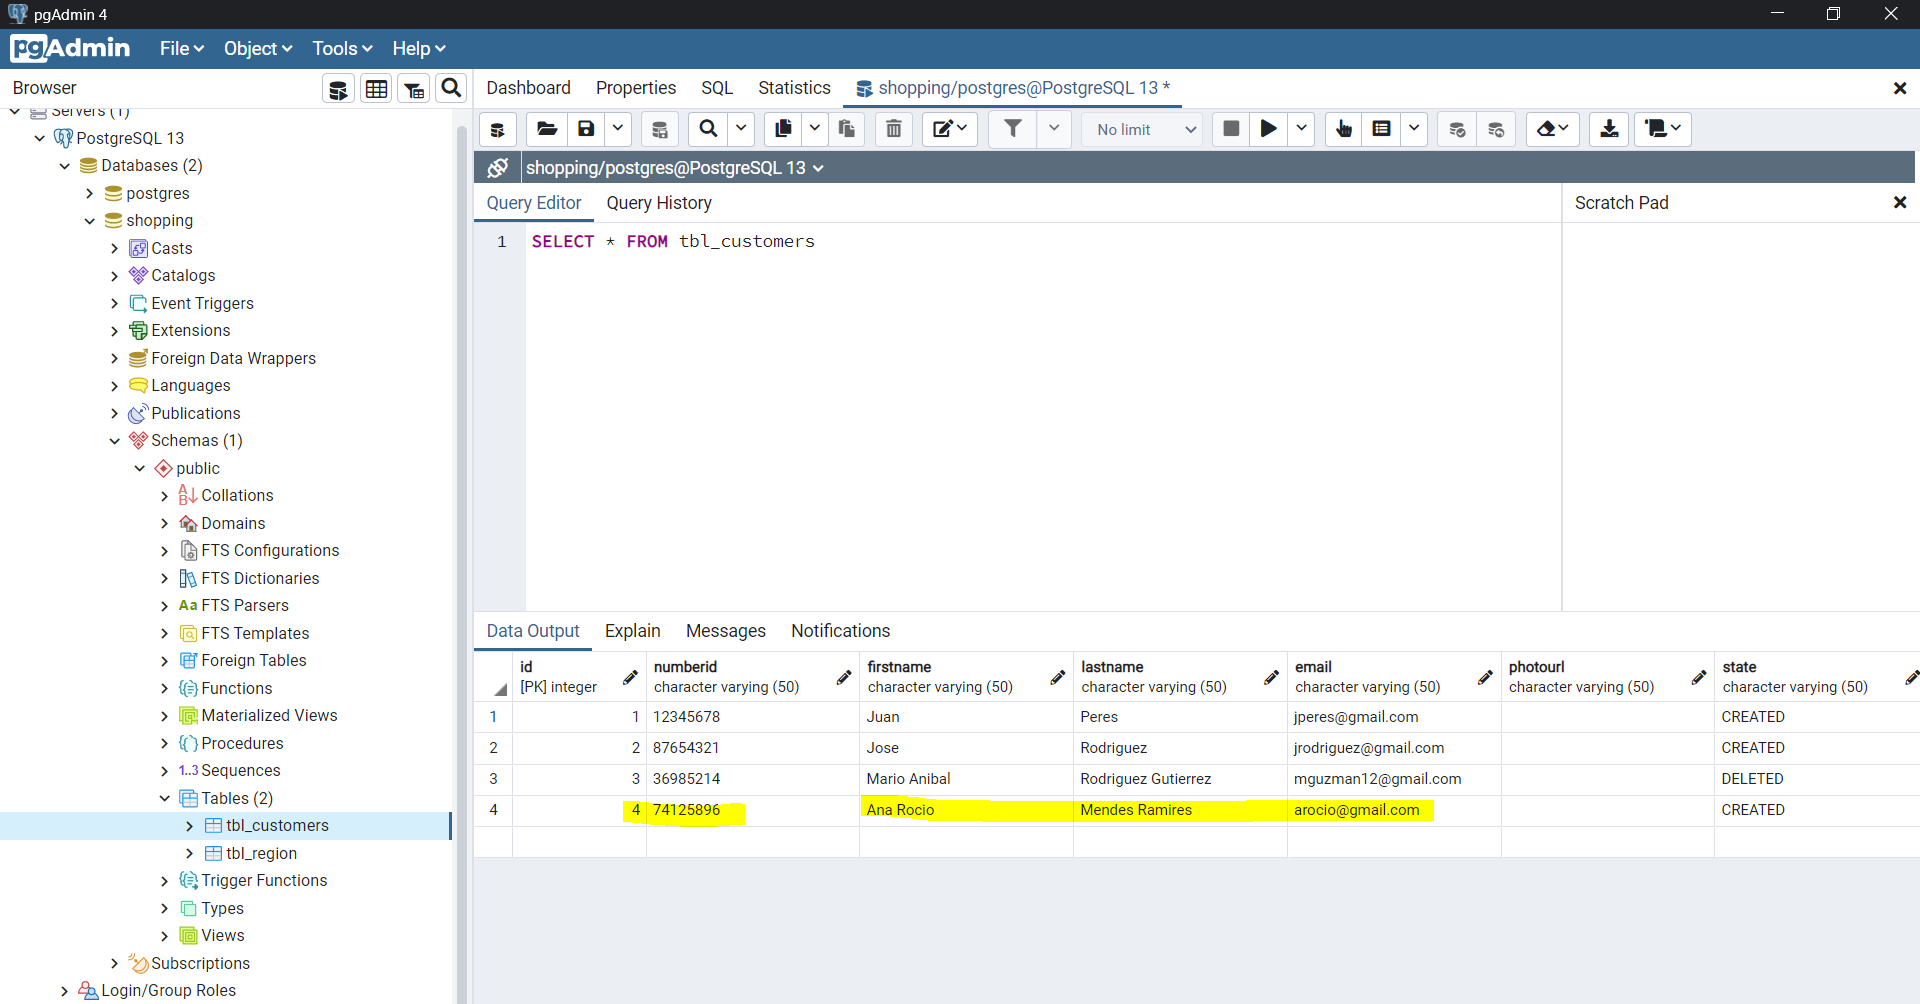 pgAdmin 4
pgAdmin File Object Tools Help
Browser
Dashboard Properties SQL Statistics shopping/postgres@PostgreSQL 13 *
Servers (1)
PostgreSQL 13
Databases (2)
postgres
shopping
Casts
Catalogs
Event Triggers
Extensions
Foreign Data Wrappers
Languages
Publications
Schemas (1)
public
Collations
Domains
FTS Configurations
FTS Dictionaries
Aa FTS Parsers
FTS Templates
Foreign Tables
Functions
Materialized Views
Procedures
1..3 Sequences
Tables (2)
tbl_customers
tbl_region
Trigger Functions
Types
Views
Subscriptions
Login/Group Roles
No limit
shopping/postgres@PostgreSQL 13
Query Editor Query History
Scratch Pad
1 SELECT * FROM tbl_customers
Data Output Explain Messages Notifications
id numberid firstname lastname email photourl state
[PK] integer character varying (50) character varying (50) character varying (50) character varying (50) character varying (50) character varying (50)
1 1 12345678 Juan Peres jperes@gmail.com CREATED
2 2 87654321 Jose Rodriguez jrodriguez@gmail.com CREATED
3 3 36985214 Mario Anibal Rodriguez Gutierrez mguzman12@gmail.com DELETED
4 4 74125896 Ana Rocio Mendes Ramires arocio@gmail.com CREATED